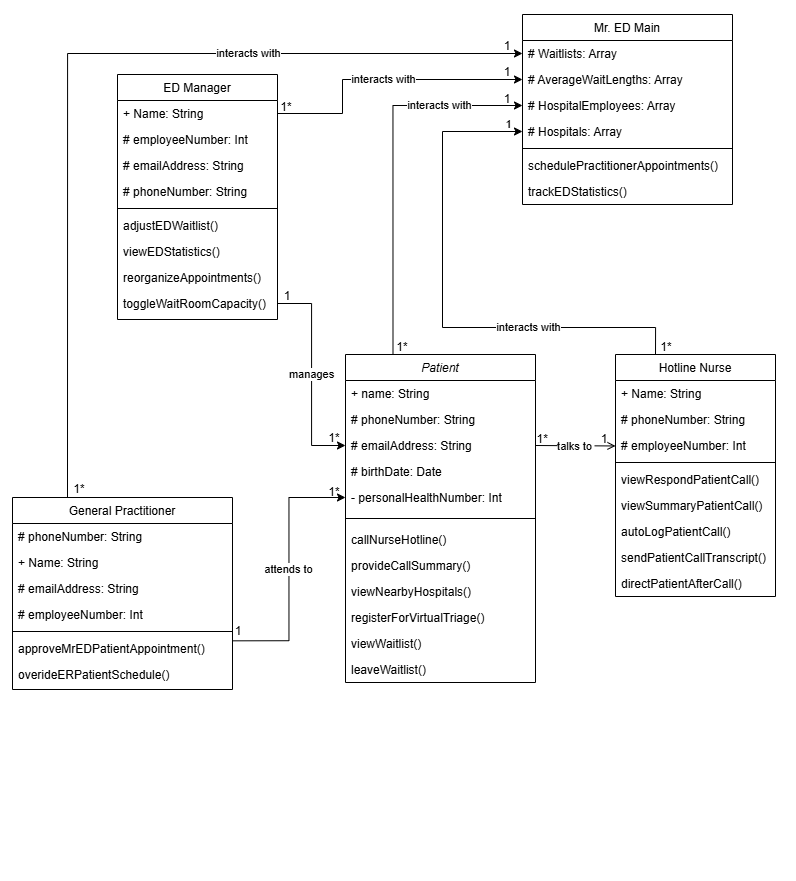 Mr. ED Main
# Waitlists: Array
# AverageWaitLengths: Array
# HospitalEmployees: Array
# Hospitals: Array
schedulePractitionerAppointments()
trackEDStatistics()
interacts with
1
1*
interacts with
1
1*
interacts with
1
1*
interacts with
1
1*
ED Manager
+ Name: String
# employeeNumber: Int
# emailAddress: String
# phoneNumber: String
adjustEDWaitlist()
viewEDStatistics()
reorganizeAppointments()
toggleWaitRoomCapacity()
1
manages
1*
Patient
+ name: String
# phoneNumber: String
# emailAddress: String
# birthDate: Date
- personalHealthNumber: Int
callNurseHotline()
provideCallSummary()
viewNearbyHospitals()
registerForVirtualTriage()
viewWaitlist()
leaveWaitlist()
1*
talks to
1
Hotline Nurse
+ Name: String
# phoneNumber: String
# employeeNumber: Int
viewRespondPatientCall()
viewSummaryPatientCall()
autoLogPatientCall()
sendPatientCallTranscript()
directPatientAfterCall()
General Practitioner
# phoneNumber: String
+ Name: String
# emailAddress: String
# employeeNumber: Int
approveMrEDPatientAppointment()
overideERPatientSchedule()
1
attends to
1*